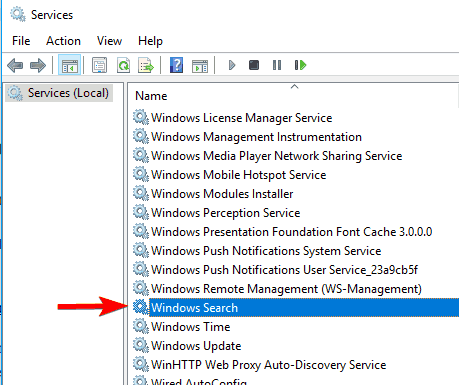 Services
File Action View Help
Services (Local)
Name
Windows License Manager Service
Windows Management Instrumentation
Windows Media Player Network Sharing Service
Windows Mobile Hotspot Service
Windows Modules Installer
Windows Perception Service
Windows Presentation Foundation Font Cache 3.0.0.0
Windows Push Notifications System Service
Windows Push Notifications User Service_23a9cb5f
Windows Remote Management (WS-Management)
Windows Search
Windows Time
Windows Update
WinHTTP Web Proxy Auto-Discovery Service
Wired AutoConfig